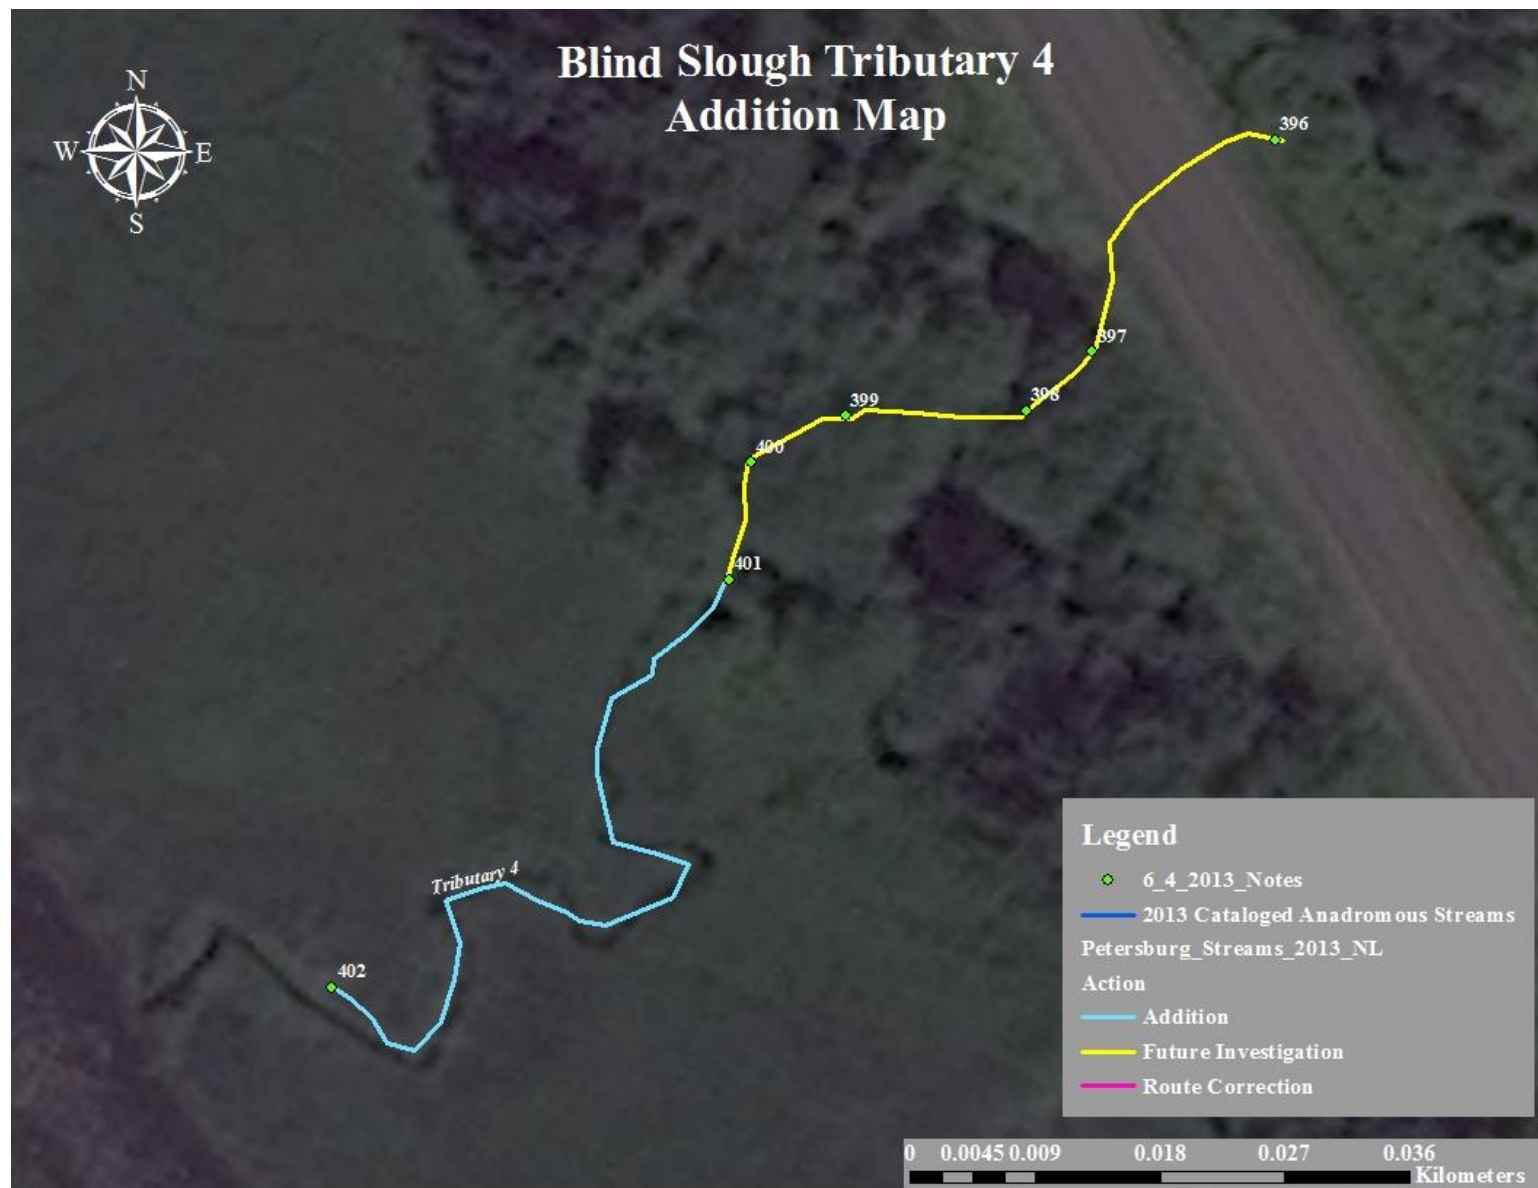 Blind Slough Tributary 4
Addition Map
N
W
E
S
396
397
398
399
400
401
Tributary 4
402
Legend
6_4_2013_Notes
2013 Cataloged Anadromous Streams
Petersburg_Streams_2013_NL
Action
Addition
Future Investigation
Route Correction
0 0.0045 0.009 0.018 0.027 0.036
Kilometers